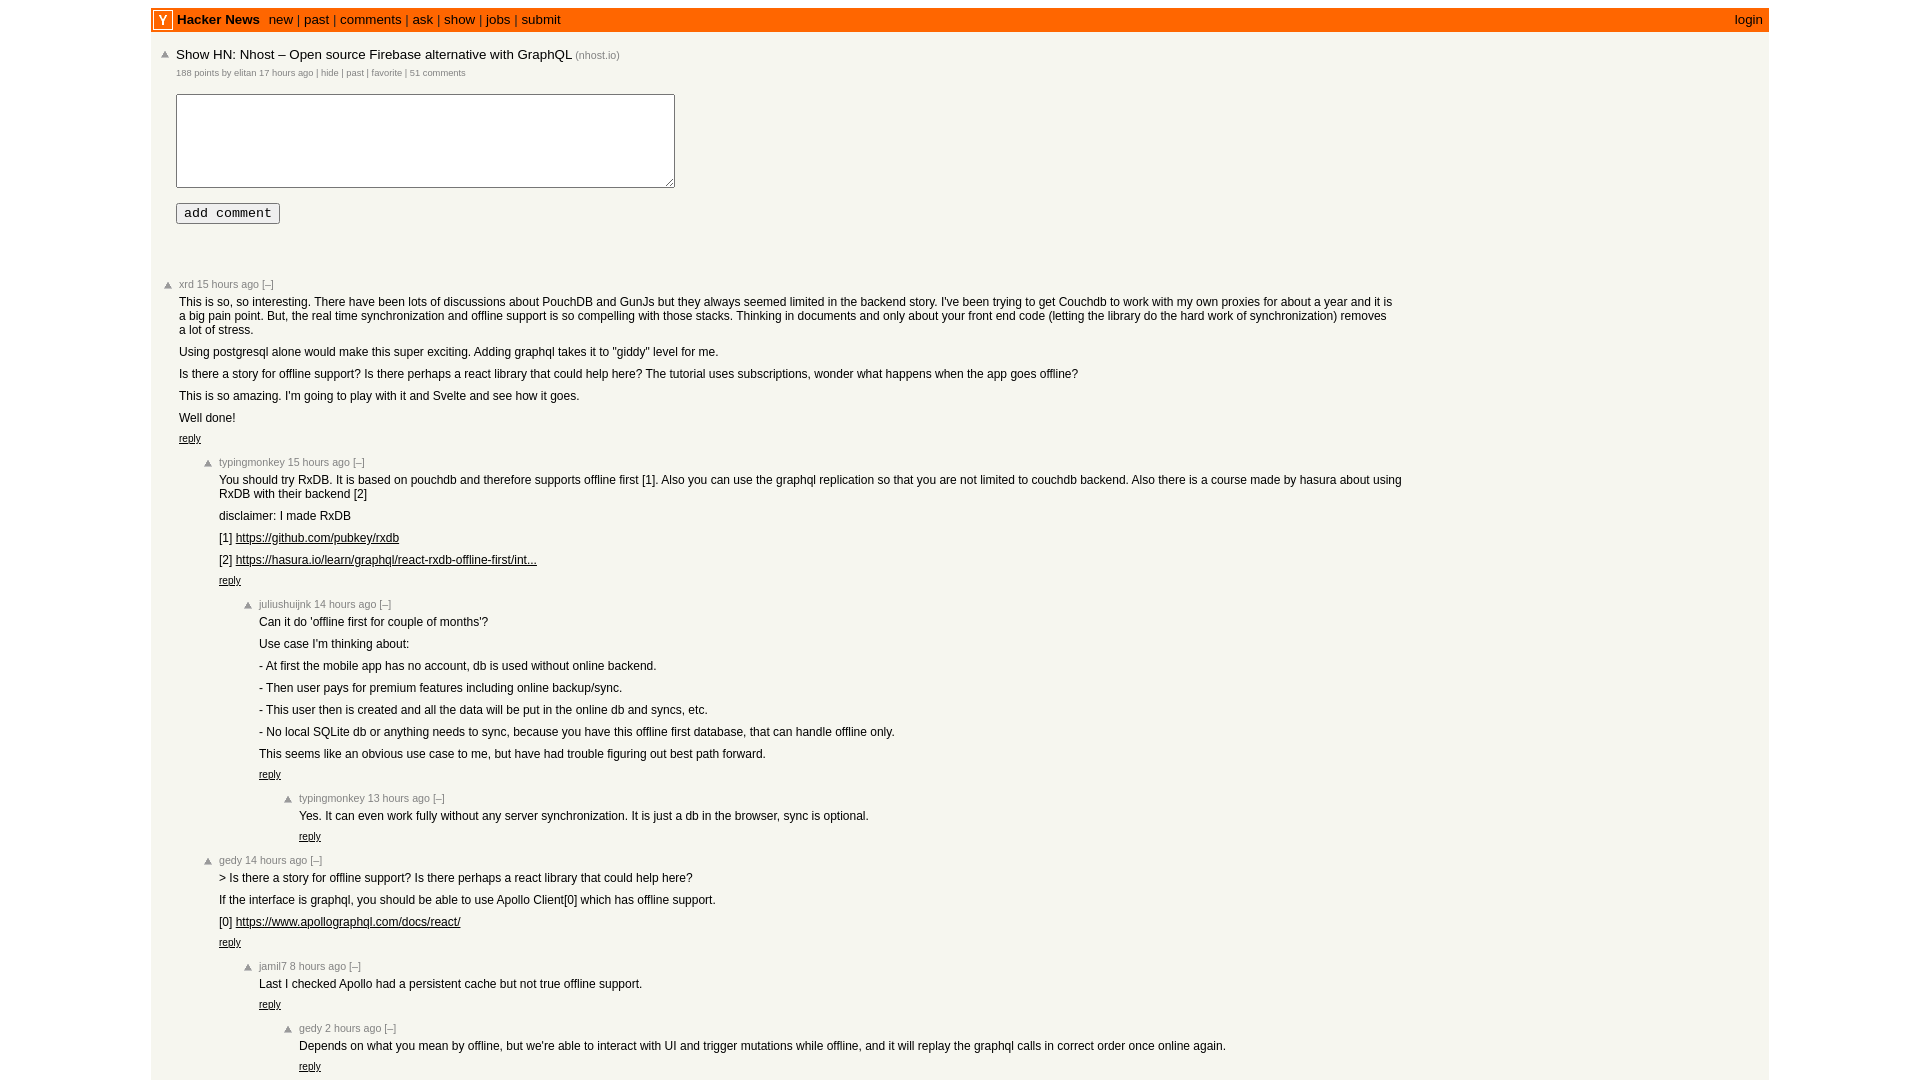 Y Hacker News new | past | comments | ask | show | jobs | submit login
Show HN: Nhost – Open source Firebase alternative with GraphQL (nhost.io)
188 points by elitan 17 hours ago | hide | past | favorite | 51 comments
add comment
xrd 15 hours ago [–]
This is so, so interesting. There have been lots of discussions about PouchDB and GunJs but they always seemed limited in the backend story. I've been trying to get Couchdb to work with my own proxies for about a year and it is
a big pain point. But, the real time synchronization and offline support is so compelling with those stacks. Thinking in documents and only about your front end code (letting the library do the hard work of synchronization) removes
a lot of stress.
Using postgresql alone would make this super exciting. Adding graphql takes it to "giddy" level for me.
Is there a story for offline support? Is there perhaps a react library that could help here? The tutorial uses subscriptions, wonder what happens when the app goes offline?
This is so amazing. I'm going to play with it and Svelte and see how it goes.
Well done!
reply
typingmonkey 15 hours ago [–]
You should try RxDB. It is based on pouchdb and therefore supports offline first [1]. Also you can use the graphql replication so that you are not limited to couchdb backend. Also there is a course made by hasura about using
RxDB with their backend [2]
disclaimer: I made RxDB
[1] https://github.com/pubkey/rxdb
[2] https://hasura.io/learn/graphql/react-rxdb-offline-first/int...
reply
juliushuijnk 14 hours ago [–]
Can it do 'offline first for couple of months'?
Use case I'm thinking about:
- At first the mobile app has no account, db is used without online backend.
- Then user pays for premium features including online backup/sync.
- This user then is created and all the data will be put in the online db and syncs, etc.
- No local SQLite db or anything needs to sync, because you have this offline first database, that can handle offline only.
This seems like an obvious use case to me, but have had trouble figuring out best path forward.
reply
typingmonkey 13 hours ago [–]
Yes. It can even work fully without any server synchronization. It is just a db in the browser, sync is optional.
reply
gedy 14 hours ago [–]
> Is there a story for offline support? Is there perhaps a react library that could help here?
If the interface is graphql, you should be able to use Apollo Client[0] which has offline support.
[0] https://www.apollographql.com/docs/react/
reply
jamil7 8 hours ago [–]
Last I checked Apollo had a persistent cache but not true offline support.
reply
gedy 2 hours ago [–]
Depends on what you mean by offline, but we're able to interact with UI and trigger mutations while offline, and it will replay the graphql calls in correct order once online again.
reply